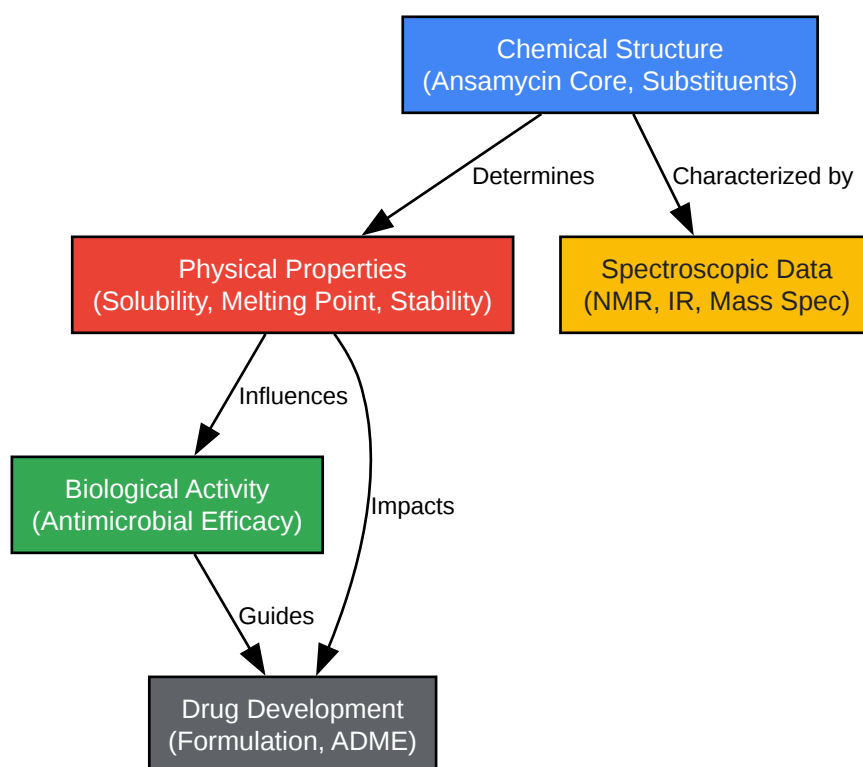 Chemical Structure
(Ansamycin Core, Substituents)
Determines
Characterized by
Physical Properties
(Solubility, Melting Point, Stability)
Spectroscopic Data
(NMR, IR, Mass Spec)
Influences
Biological Activity
(Antimicrobial Efficacy)
Impacts
Guides
Drug Development
(Formulation, ADME)